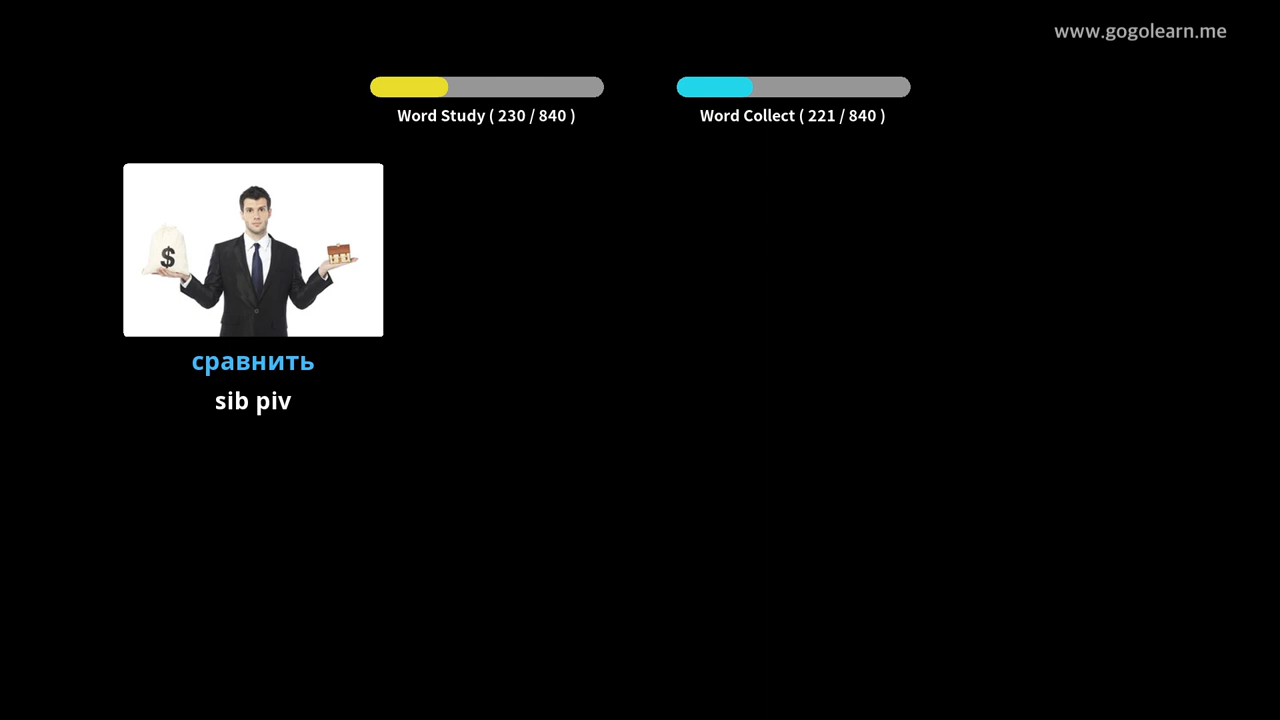 www.gogolearn.me
Word Study ( 230 / 840 )
Word Collect ( 221 / 840 )
$
сравнить
sib piv